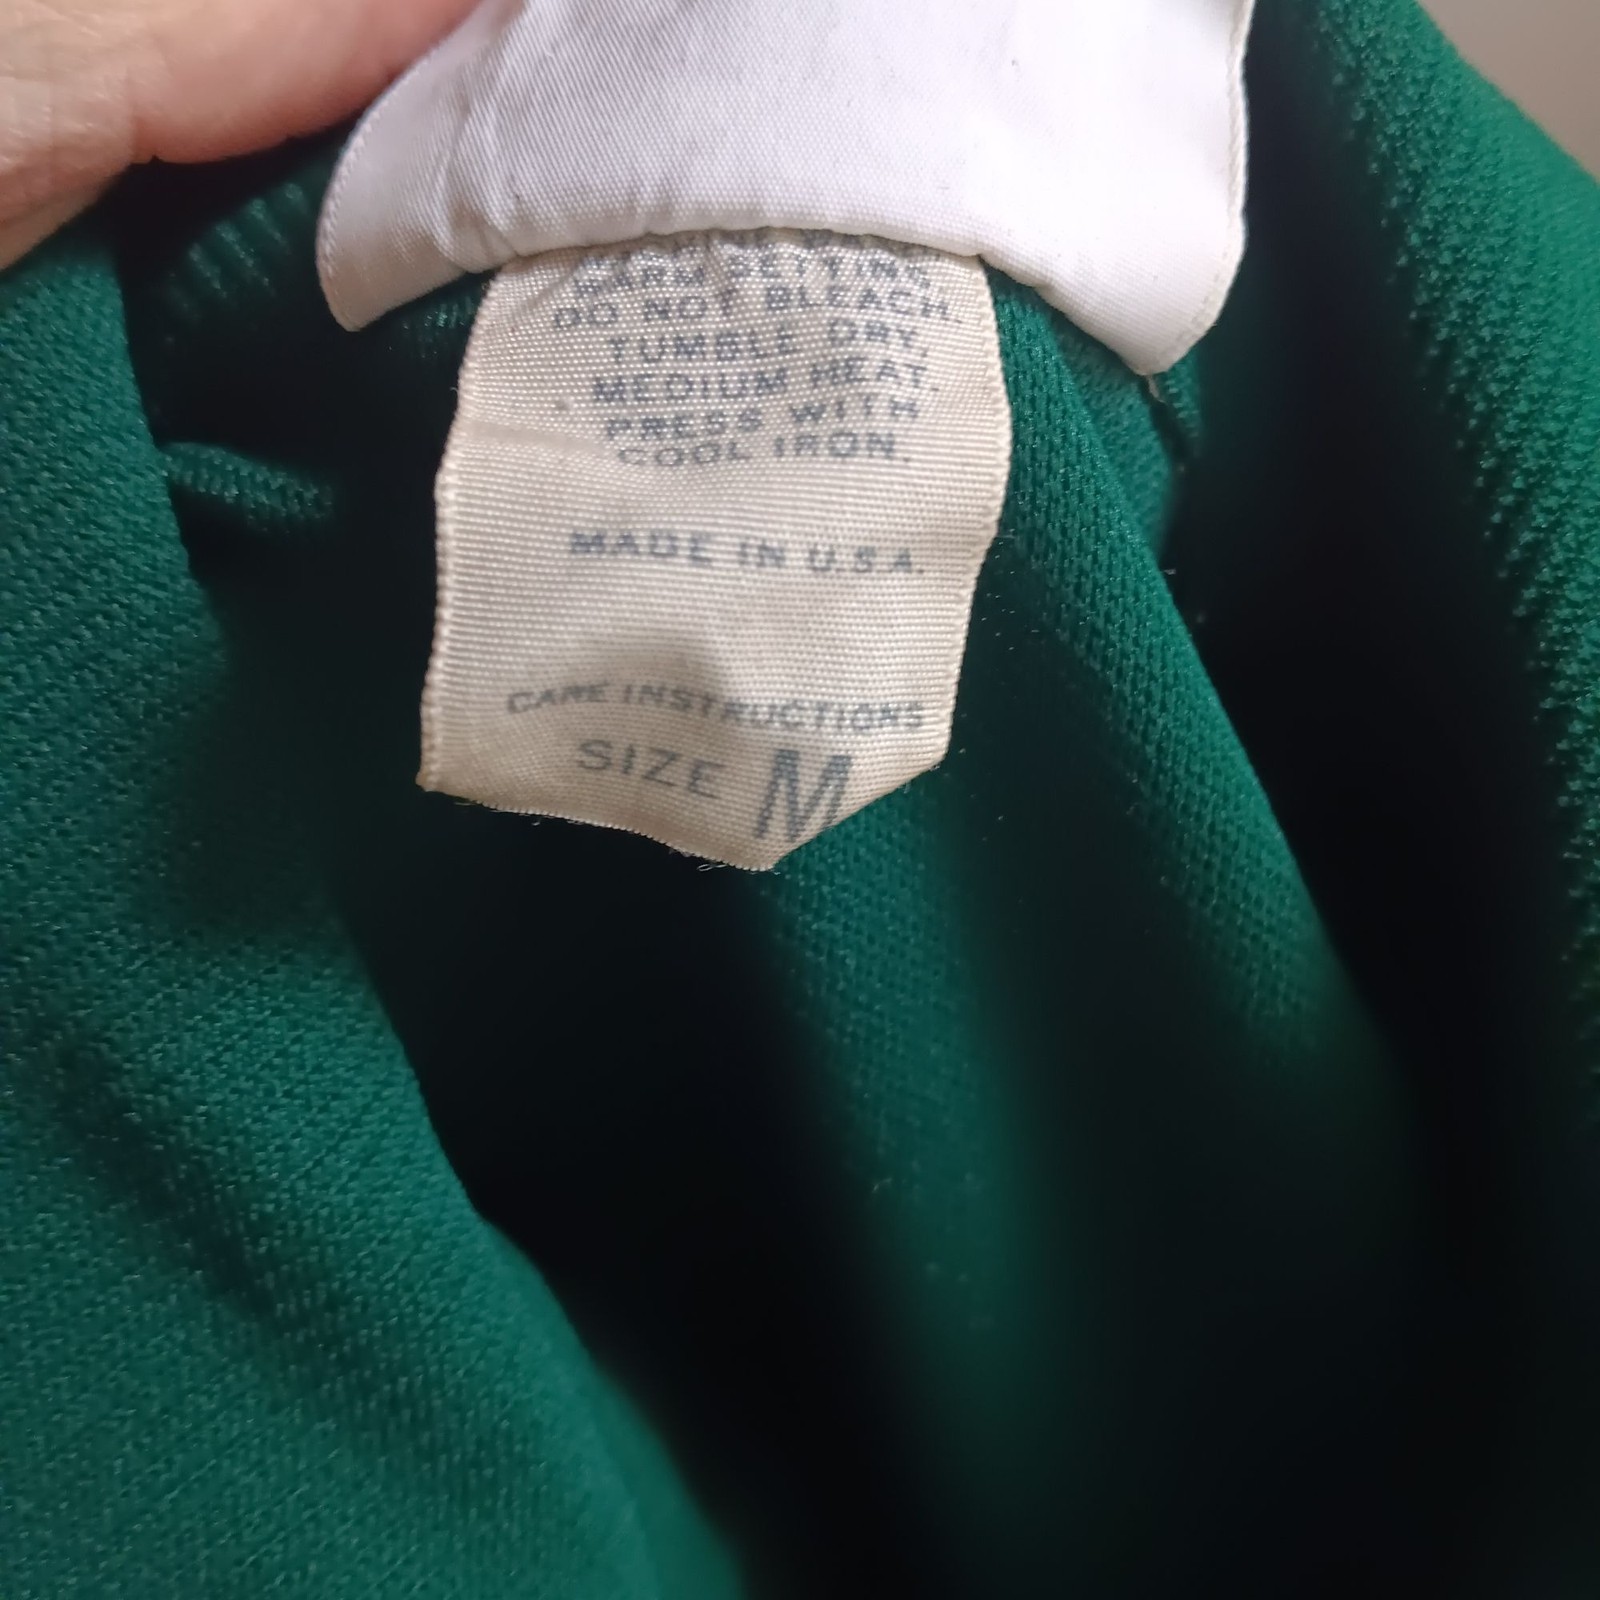 WARM SETTING,
DO NOT BLEACH.
TUMBLE DRY,
MEDIUM HEAT.
PRESS WITH
COOL IRON.
MADE IN U.S.A.
CARE INSTRUCTIONS
SIZE M